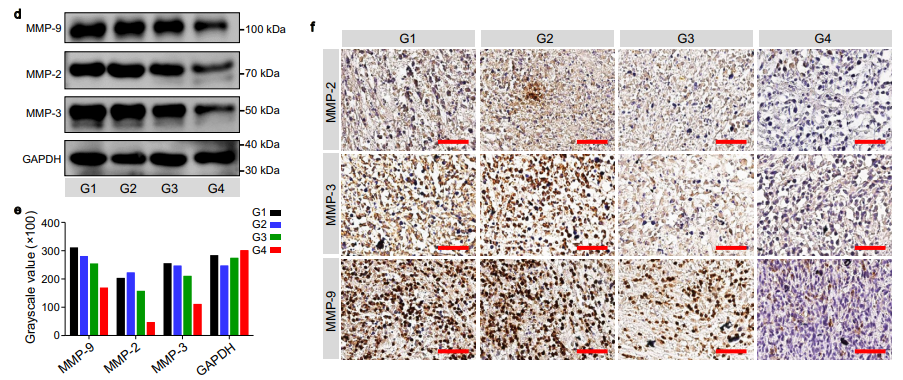 d
MMP-9
100 kDa
MMP-2
70 kDa
MMP-3
50 kDa
40 kDa
GAPDH
30 kDa
G1 G2 G3 G4
e
Grayscale value (×100)
400
300
200
100
0
G1
G2
G3
G4
MMP-9 MMP-2 MMP-3 GAPDH
f
G1 G2 G3 G4
MMP-2
MMP-3
MMP-9